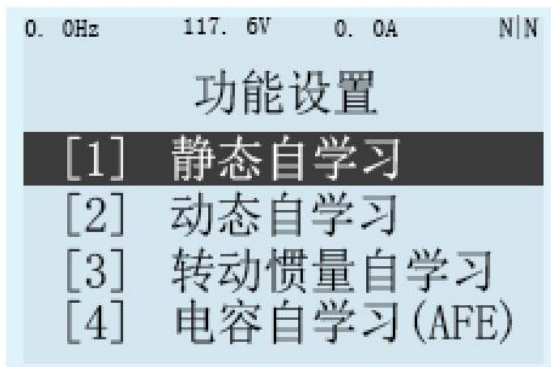 0. 0Hz 117. 6V 0. 0A N|N
功能设置
[1] 静态自学习
[2] 动态自学习
[3] 转动惯量自学习
[4] 电容自学习(AFE)